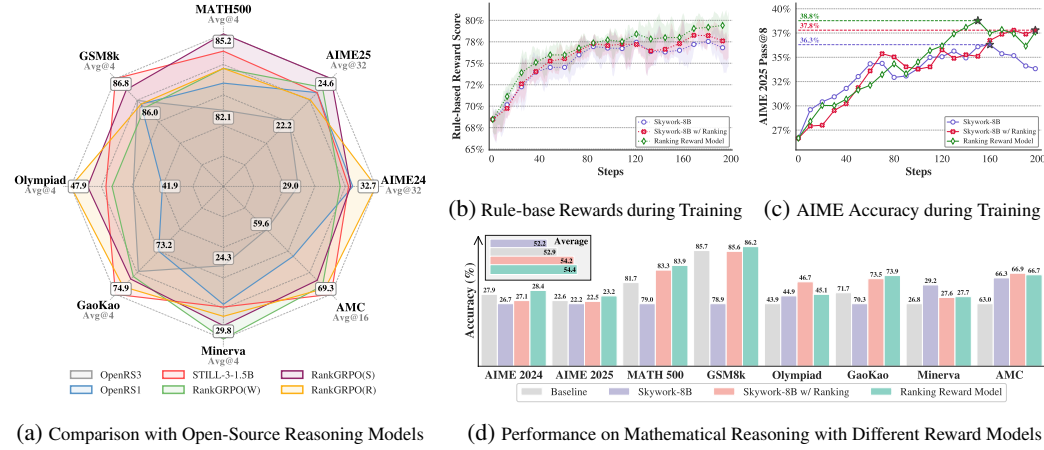 MATH500
Avg@4
85.2
GSM8k
Avg@4
86.8
AIME25
Avg@32
24.6
86.0
82.1
22.2
Olympiad
Avg@4
47.9
41.9
29.0
32.7
AIME24
Avg@32
73.2
24.3
59.6
74.9
GaoKao
Avg@4
69.3
AMC
Avg@16
29.8
Minerva
Avg@4
OpenRS3
STILL-3-1.5B
RankGRPO(S)
OpenRS1
RankGRPO(W)
RankGRPO(R)
(a) Comparison with Open-Source Reasoning Models
Rule-based Reward Score
80%
78%
75%
73%
70%
68%
65%
Skywork-8B
Skywork-8B w/ Ranking
Ranking Reward Model
0 40 80 120 160 200
Steps
(b) Rule-base Rewards during Training
AIME 2025 Pass@8
40%
37%
35%
33%
30%
27%
38.8%
37.8%
36.3%
Skywork-8B
Skywork-8B w/ Ranking
Ranking Reward Model
0 40 80 120 160 200
Steps
(c) AIME Accuracy during Training
Accuracy (%)
Average
52.2
52.9
54.2
54.4
27.9 26.7 27.1 28.4
22.6 22.2 22.5 23.2
81.7 79.0 83.3 83.9
85.7 78.9 85.6 86.2
43.9 44.9 46.7 45.1
71.7 70.3 73.5 73.9
26.8 29.2 27.6 27.7
63.0 66.3 66.9 66.7
AIME 2024 AIME 2025 MATH 500 GSM8k Olympiad GaoKao Minerva AMC
Baseline Skywork-8B Skywork-8B w/ Ranking Ranking Reward Model
(d) Performance on Mathematical Reasoning with Different Reward Models